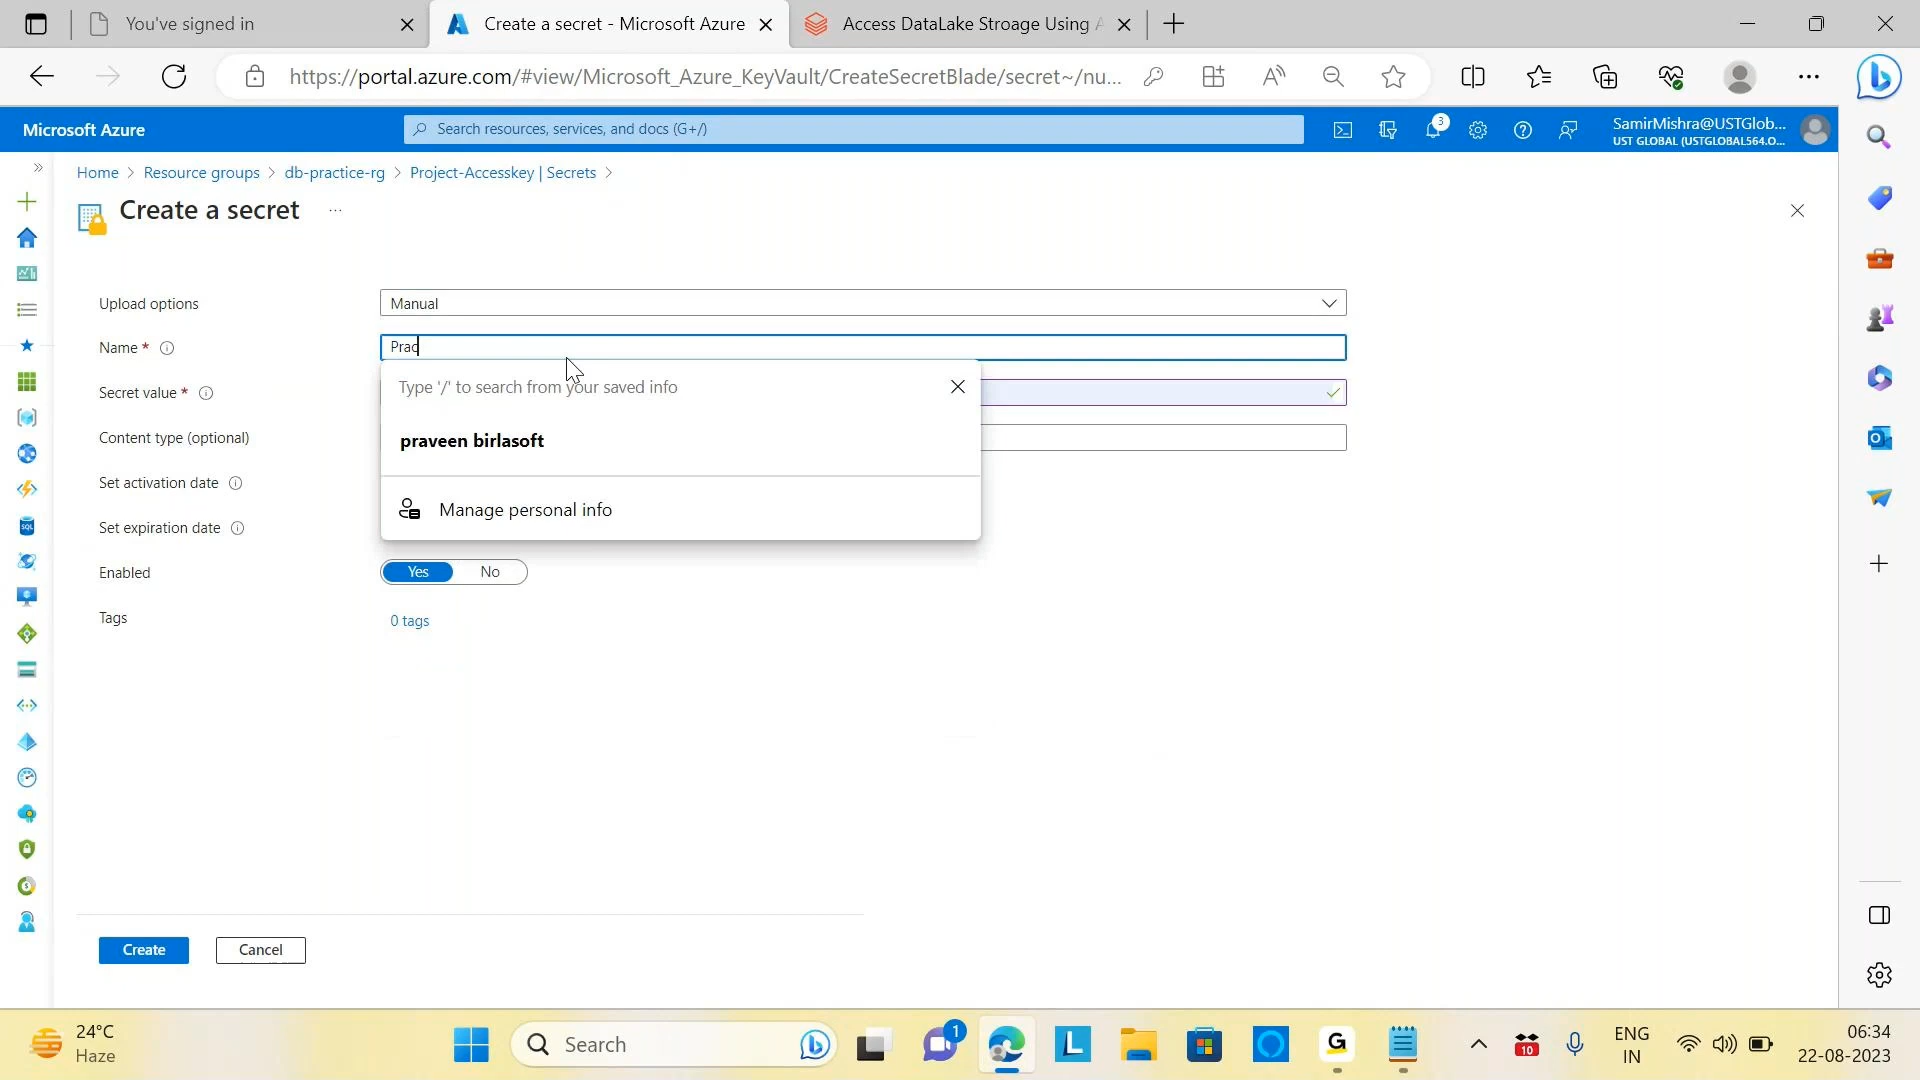 You've signed in
Create a secret - Microsoft Azure
Access DataLake Stroage Using A
https://portal.azure.com/#view/Microsoft_Azure_KeyVault/CreateSecretBlade/secret~/nu...
Microsoft Azure
Search resources, services, and docs (G+/)
3
SamirMishra@USTGlob...
UST GLOBAL (USTGLOBAL564.O...
Home > Resource groups > db-practice-rg > Project-Accesskey | Secrets >
Create a secret ...
Upload options
Manual
Name *
Prac
Type '/' to search from your saved info
Secret value *
praveen birlasoft
Content type (optional)
Set activation date
Manage personal info
Set expiration date
Enabled
Yes
No
Tags
0 tags
Create
Cancel
24°C
Haze
Search
1
10
ENG
IN
06:34
22-08-2023